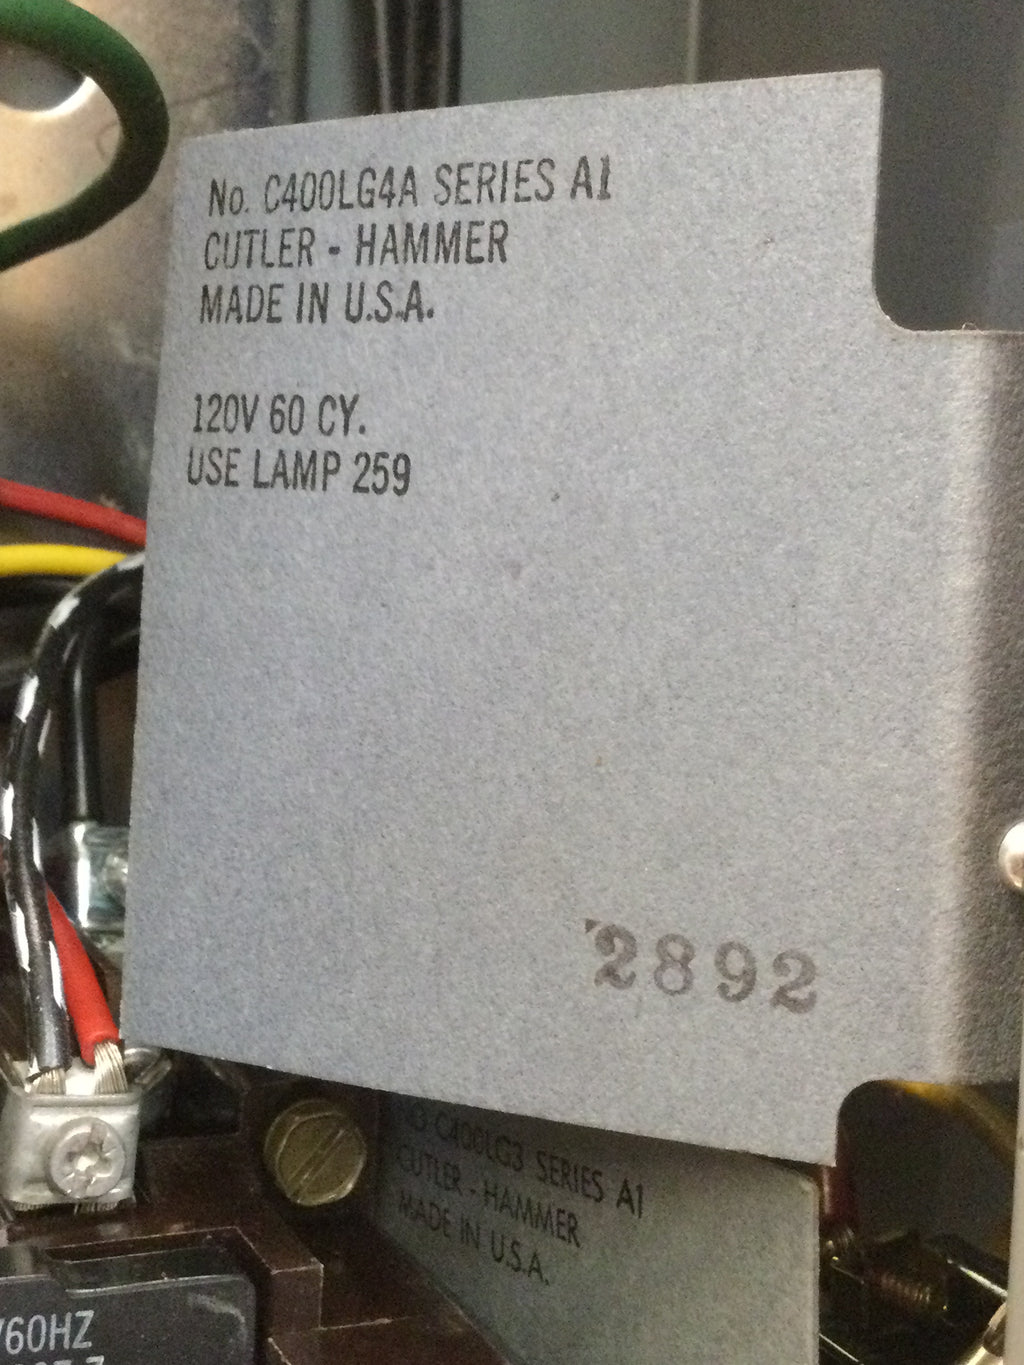 No. C400LG4A SERIES A1
CUTLER - HAMMER
MADE IN U.S.A.
120V 60 CY.
USE LAMP 259
2892
NO C400LG3 SERIES A1
CUTLER - HAMMER
MADE IN U.S.A.
/60HZ